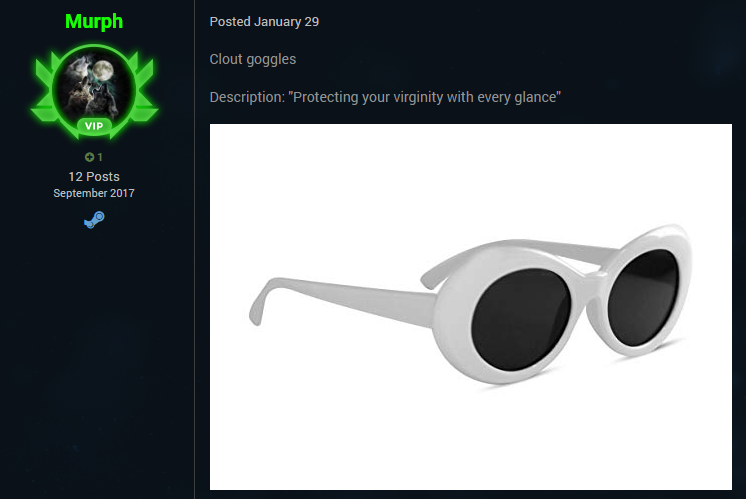 Murph
VIP
1
12 Posts
September 2017
Posted January 29
Clout goggles
Description: "Protecting your virginity with every glance"